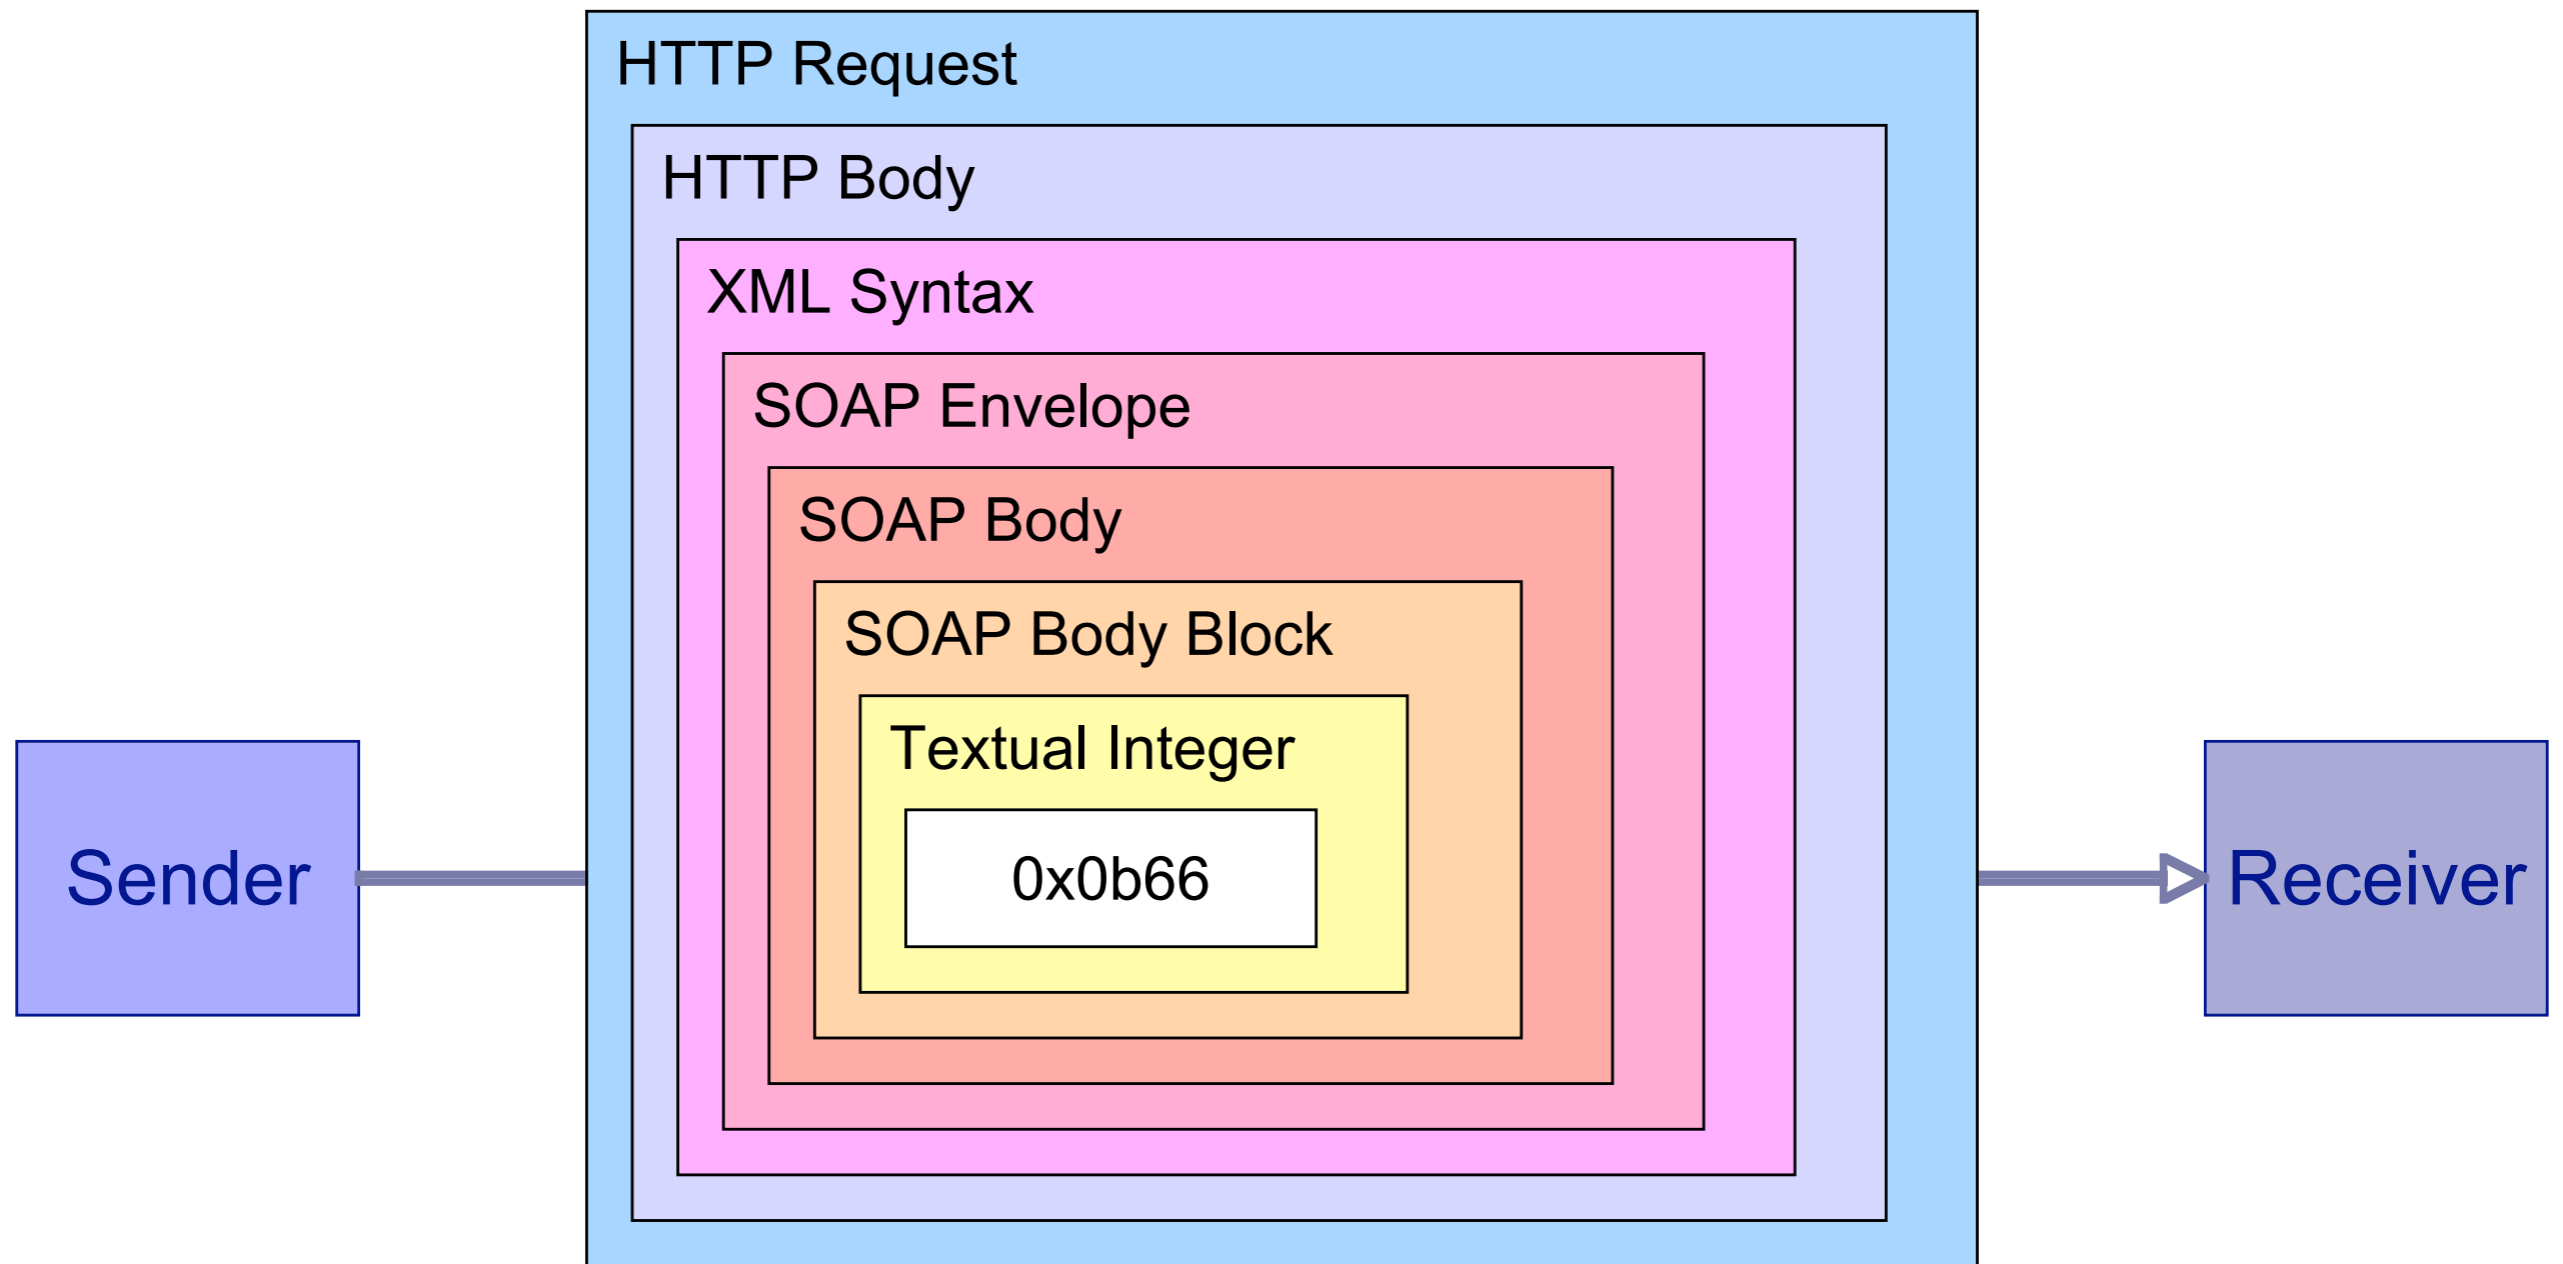 HTTP Request
HTTP Body
XML Syntax
SOAP Envelope
SOAP Body
SOAP Body Block
Textual Integer
Sender
0x0b66
Receiver